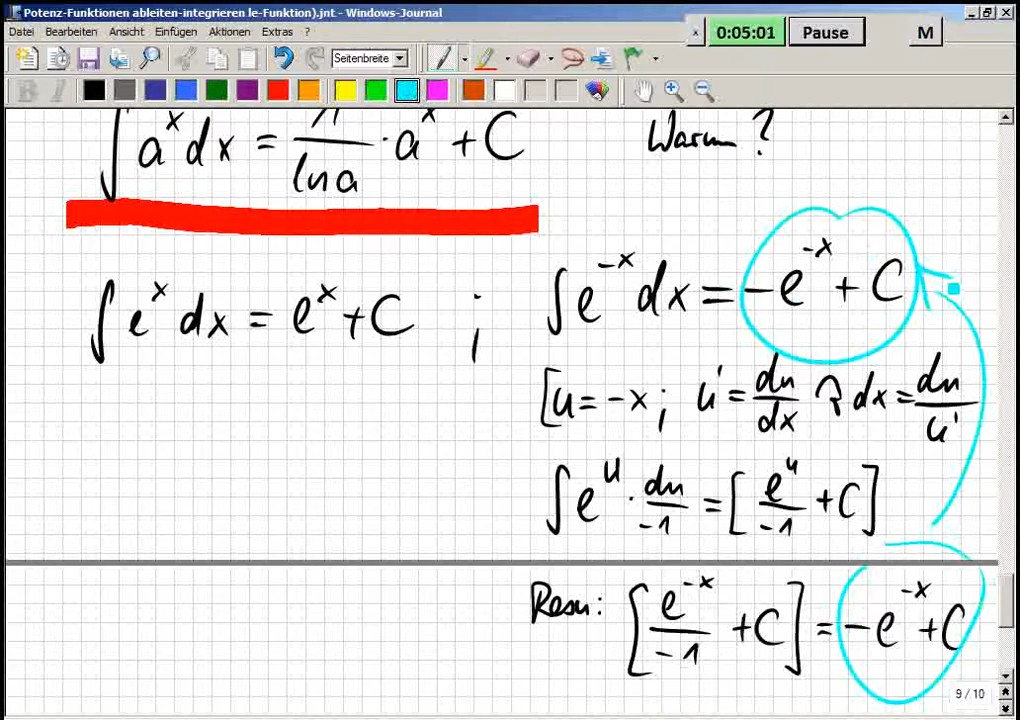 Potenz-Funktionen ableiten-integrieren le-Funktion).jnt - Windows-Journal
Datei Bearbeiten Ansicht Einfügen Aktionen Extras ?
× 00:05:01 Pause M
Seitenbreite
B I
∫ a^x dx = 1/ln a · a^x + C Warum ?
∫ e^x dx = e^x + C ; ∫ e^-x dx = -e^-x + C
[u = -x ; u' = du/dx ↷ dx = du/u'
∫ e^u · du/-1 = [e^u/-1 + C]
Resu: [e^-x/-1 + C] = -e^-x + C
9 / 10